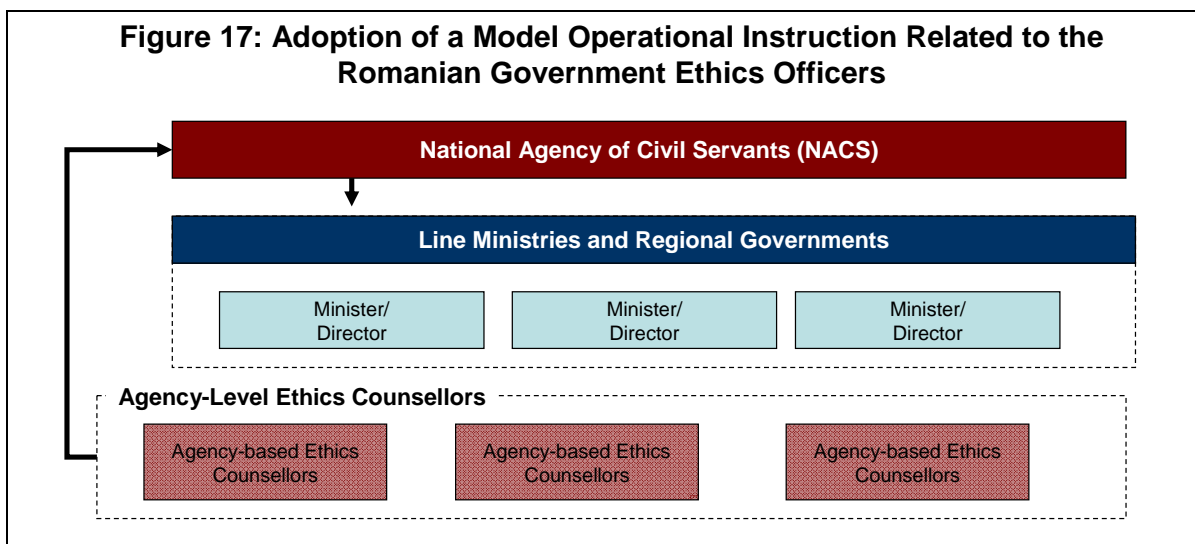 Figure 17: Adoption of a Model Operational Instruction Related to the
Romanian Government Ethics Officers
National Agency of Civil Servants (NACS)
Line Ministries and Regional Governments
Minister/
Director
Minister/
Director
Minister/
Director
Agency-Level Ethics Counsellors
Agency-based Ethics
Counsellors
Agency-based Ethics
Counsellors
Agency-based Ethics
Counsellors